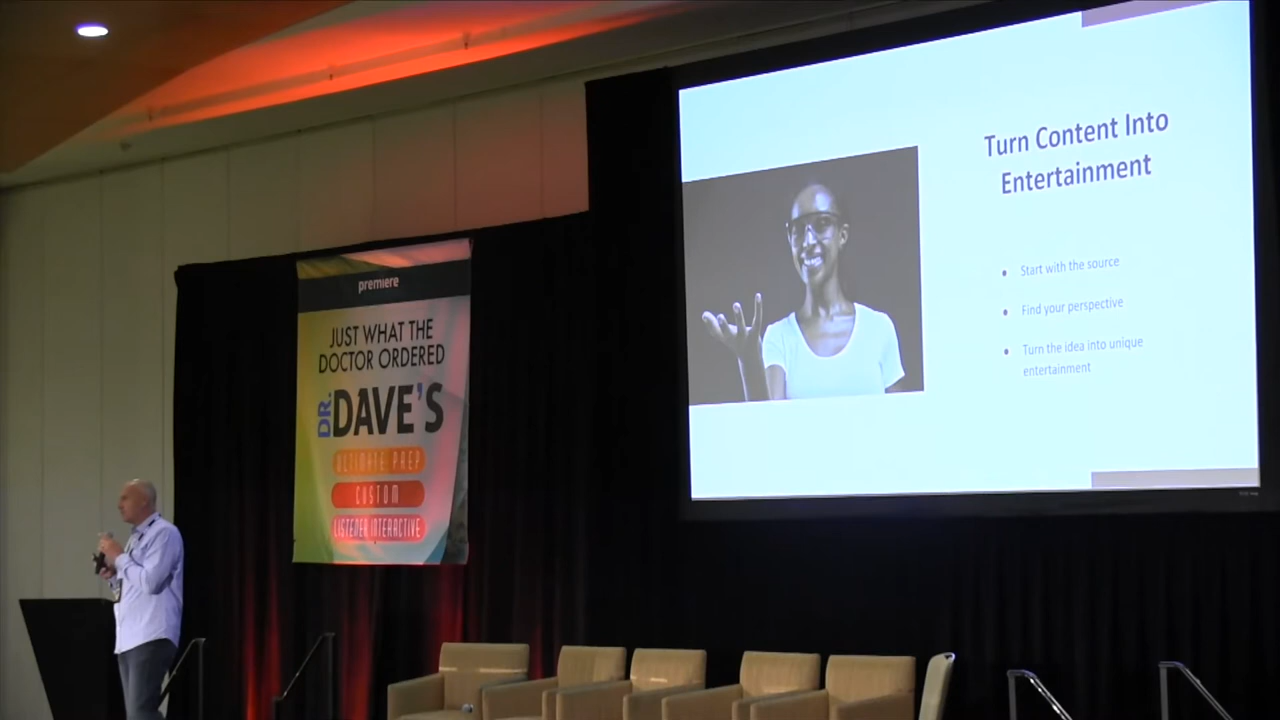 premiere
JUST WHAT THE
DOCTOR ORDERED
DR. DAVE'S
ULTIMATE PREP
CUSTOM
LISTENER INTERACTIVE
Turn Content Into
Entertainment
• Start with the source
• Find your perspective
• Turn the idea into unique
entertainment